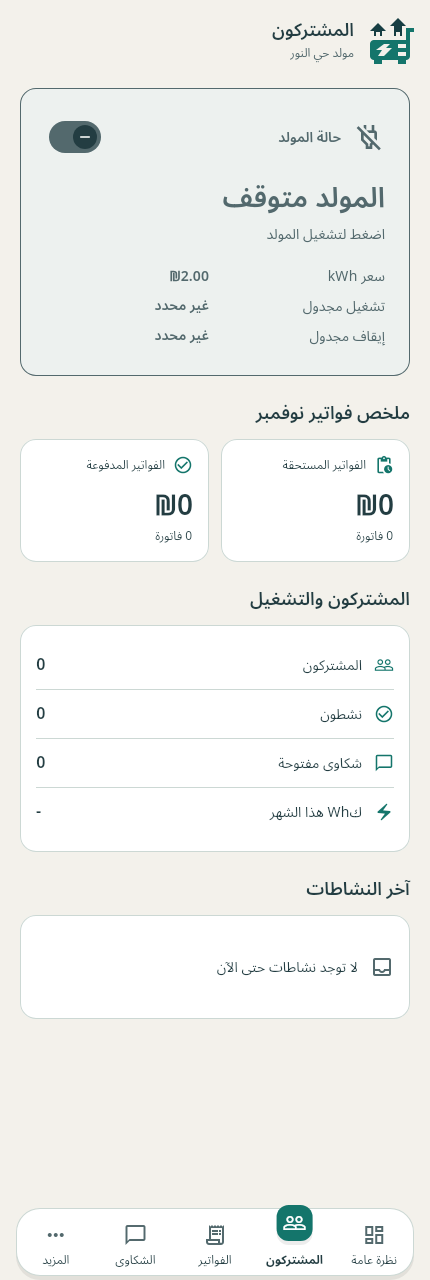 المشتركون
مولد حي النور
حالة المولد
المولد متوقف
اضغط لتشغيل المولد
سعر kWh ₪2.00
تشغيل مجدول غير محدد
إيقاف مجدول غير محدد
ملخص فواتير نوفمبر
الفواتير المستحقة
₪0
0 فاتورة
الفواتير المدفوعة
₪0
0 فاتورة
المشتركون والتشغيل
المشتركون 0
نشطون 0
شكاوى مفتوحة 0
كWh هذا الشهر -
آخر النشاطات
لا توجد نشاطات حتى الآن
نظرة عامة
المشتركون
الفواتير
الشكاوى
المزيد